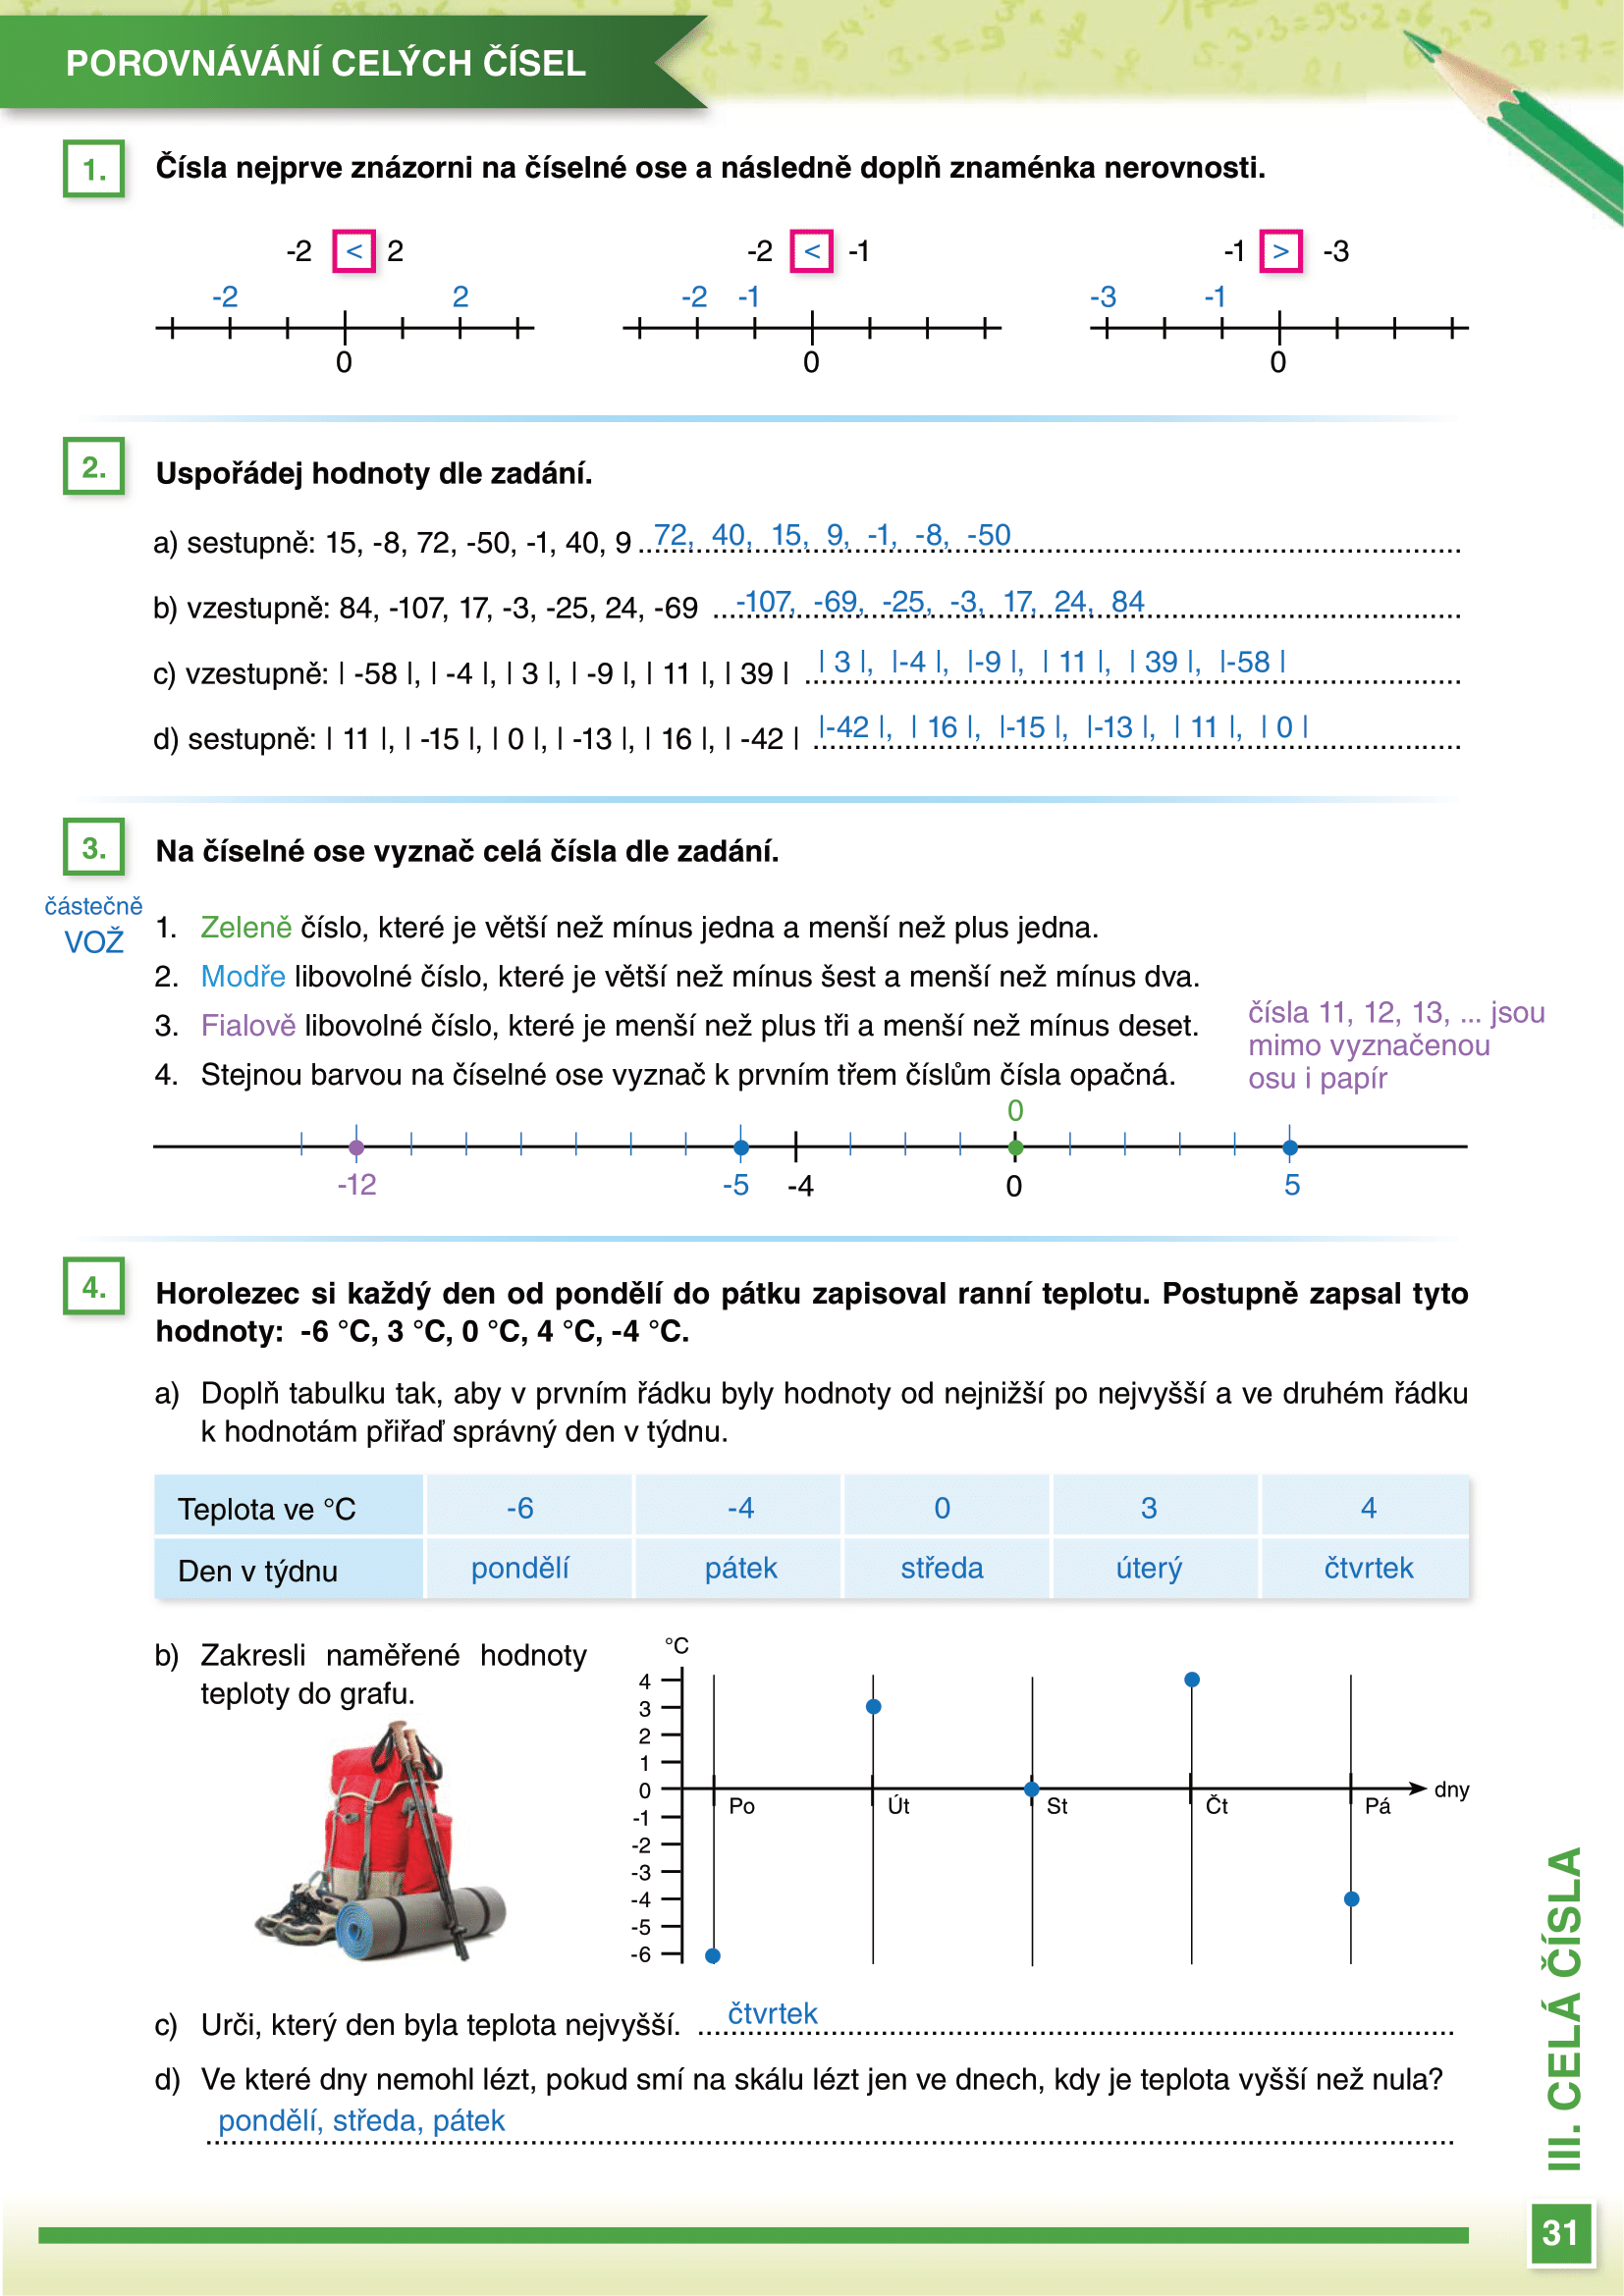 POROVNÁVÁNÍ CELÝCH ČÍSEL
1. Čísla nejprve znázorni na číselné ose a následně doplň znaménka nerovnosti.
-2 < 2 -2 < -1 -1 > -3
-2 2 -2 -1 -3 -1
0 0 0
2. Uspořádej hodnoty dle zadání.
a) sestupně: 15, -8, 72, -50, -1, 40, 9 72, 40, 15, 9, -1, -8, -50
b) vzestupně: 84, -107, 17, -3, -25, 24, -69 -107, -69, -25, -3, 17, 24, 84
c) vzestupně: | -58 |, | -4 |, | 3 |, | -9 |, | 11 |, | 39 | | 3 |, |-4 |, |-9 |, | 11 |, | 39 |, |-58 |
d) sestupně: | 11 |, | -15 |, | 0 |, | -13 |, | 16 |, | -42 | |-42 |, | 16 |, |-15 |, |-13 |, | 11 |, | 0 |
3. Na číselné ose vyznač celá čísla dle zadání.
částečně
VOŽ
1. Zeleně číslo, které je větší než mínus jedna a menší než plus jedna.
2. Modře libovolné číslo, které je větší než mínus šest a menší než mínus dva.
3. Fialově libovolné číslo, které je menší než plus tři a menší než mínus deset.
4. Stejnou barvou na číselné ose vyznač k prvním třem číslům čísla opačná.
čísla 11, 12, 13, ... jsou
mimo vyznačenou
osu i papír
0
-12 -5 -4 0 5
4. Horolezec si každý den od pondělí do pátku zapisoval ranní teplotu. Postupně zapsal tyto
hodnoty: -6 °C, 3 °C, 0 °C, 4 °C, -4 °C.
a) Doplň tabulku tak, aby v prvním řádku byly hodnoty od nejnižší po nejvyšší a ve druhém řádku
k hodnotám přiřaď správný den v týdnu.
Teplota ve °C -6 -4 0 3 4
Den v týdnu pondělí pátek středa úterý čtvrtek
b) Zakresli naměřené hodnoty
teploty do grafu.
°C
4
3
2
1
0
-1
-2
-3
-4
-5
-6
Po Út St Čt Pá
dny
c) Urči, který den byla teplota nejvyšší. čtvrtek
d) Ve které dny nemohl lézt, pokud smí na skálu lézt jen ve dnech, kdy je teplota vyšší než nula?
pondělí, středa, pátek
III. CELÁ ČÍSLA
31